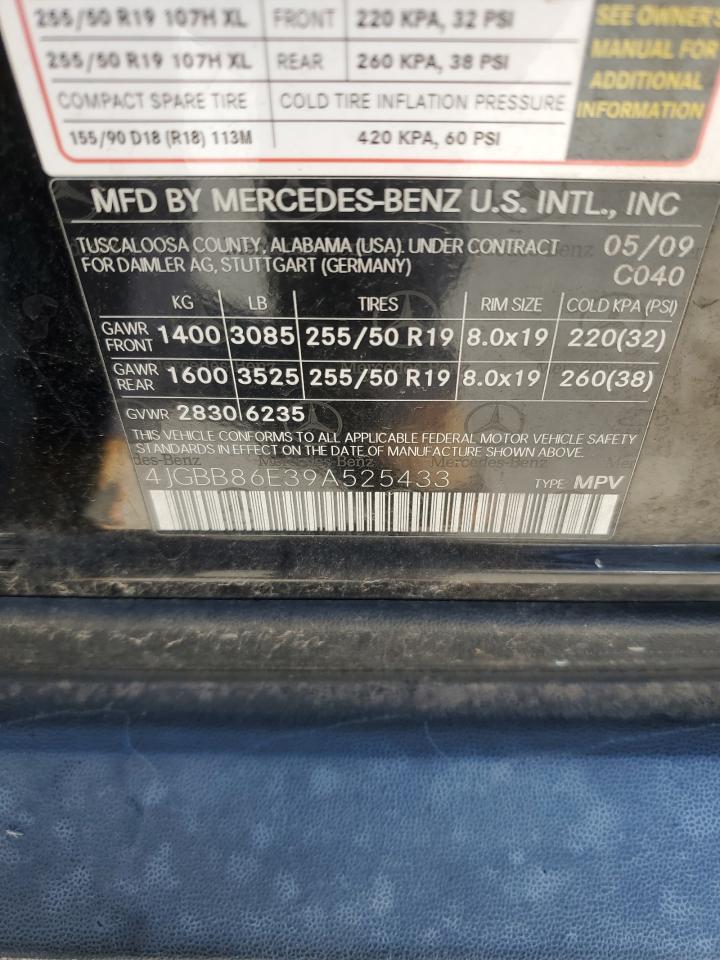 255/50 R19 107H XL FRONT 220 KPA, 32 PSI
255/50 R19 107H XL REAR 260 KPA, 38 PSI
COMPACT SPARE TIRE COLD TIRE INFLATION PRESSURE
155/90 D18 (R18) 113M 420 KPA, 60 PSI
SEE OWNER'S
MANUAL FOR
ADDITIONAL
INFORMATION
MFD BY MERCEDES-BENZ U.S. INTL., INC
TUSCALOOSA COUNTY, ALABAMA (USA). UNDER CONTRACT 05/09
FOR DAIMLER AG, STUTTGART (GERMANY) C040
KG LB TIRES RIM SIZE COLD KPA (PSI)
GAWR FRONT 1400 3085 255/50 R19 8.0x19 220(32)
GAWR REAR 1600 3525 255/50 R19 8.0x19 260(38)
GVWR 2830 6235
THIS VEHICLE CONFORMS TO ALL APPLICABLE FEDERAL MOTOR VEHICLE SAFETY
STANDARDS IN EFFECT ON THE DATE OF MANUFACTURE SHOWN ABOVE.
4JGBB86E39A525433 TYPE: MPV